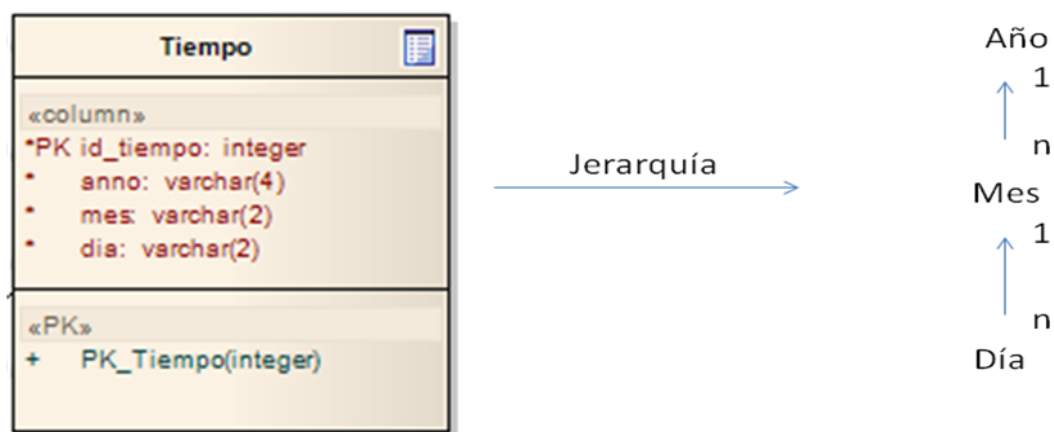 Tiempo
«column»
*PK id_tiempo: integer
* anno: varchar(4)
* mes: varchar(2)
* dia: varchar(2)
«PK»
+ PK_Tiempo(integer)
Jerarquía
Año
1
n
Mes
1
n
Día